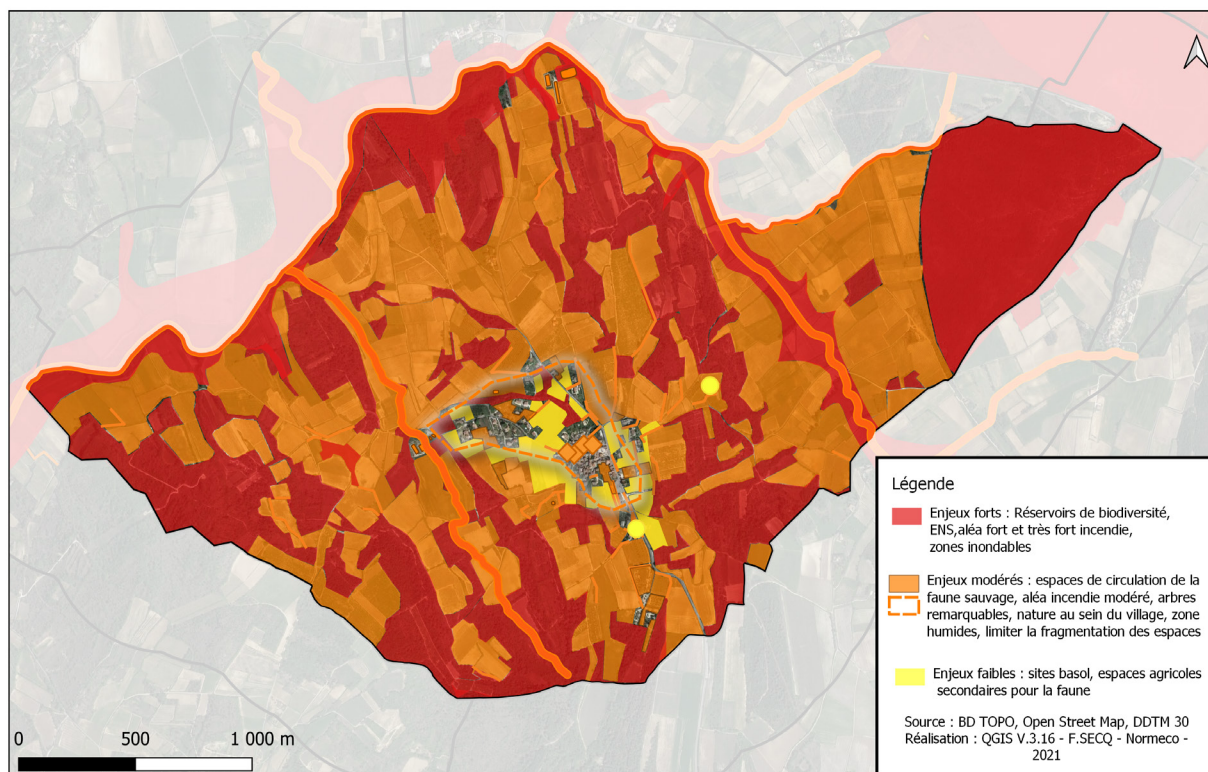 Légende
Enjeux forts : Réservoirs de biodiversité,
ENS,aléa fort et très fort incendie,
zones inondables
Enjeux modérés : espaces de circulation de la
faune sauvage, aléa incendie modéré, arbres
remarquables, nature au sein du village, zone
humides, limiter la fragmentation des espaces
Enjeux faibles : sites basol, espaces agricoles
secondaires pour la faune
Source : BD TOPO, Open Street Map, DDTM 30
Réalisation : QGIS V.3.16 - F.SECQ - Normeco -
2021
0 500 1 000 m